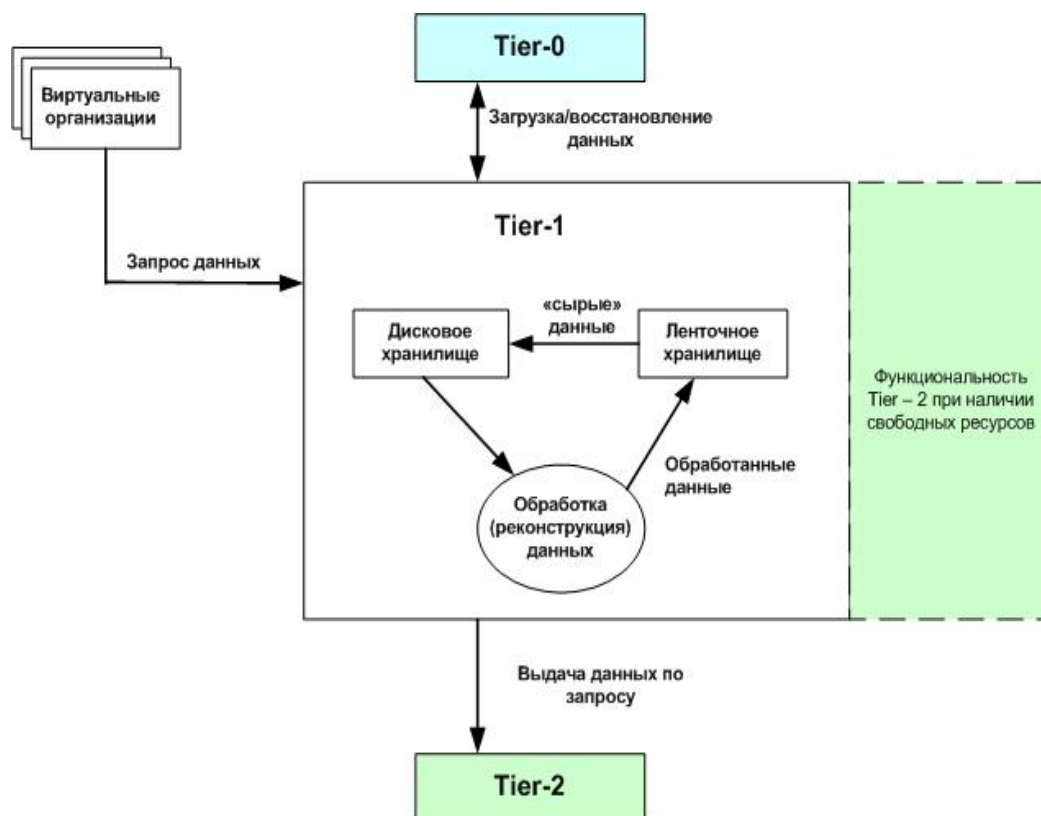 Tier-0
Виртуальные
организации
Загрузка/восстановление
данных
Tier-1
Запрос данных
«сырые»
данные
Дисковое
хранилище
Ленточное
хранилище
Функциональность
Tier – 2 при наличии
свободных ресурсов
Обработанные
данные
Обработка
(реконструкция)
данных
Выдача данных по
запросу
Tier-2